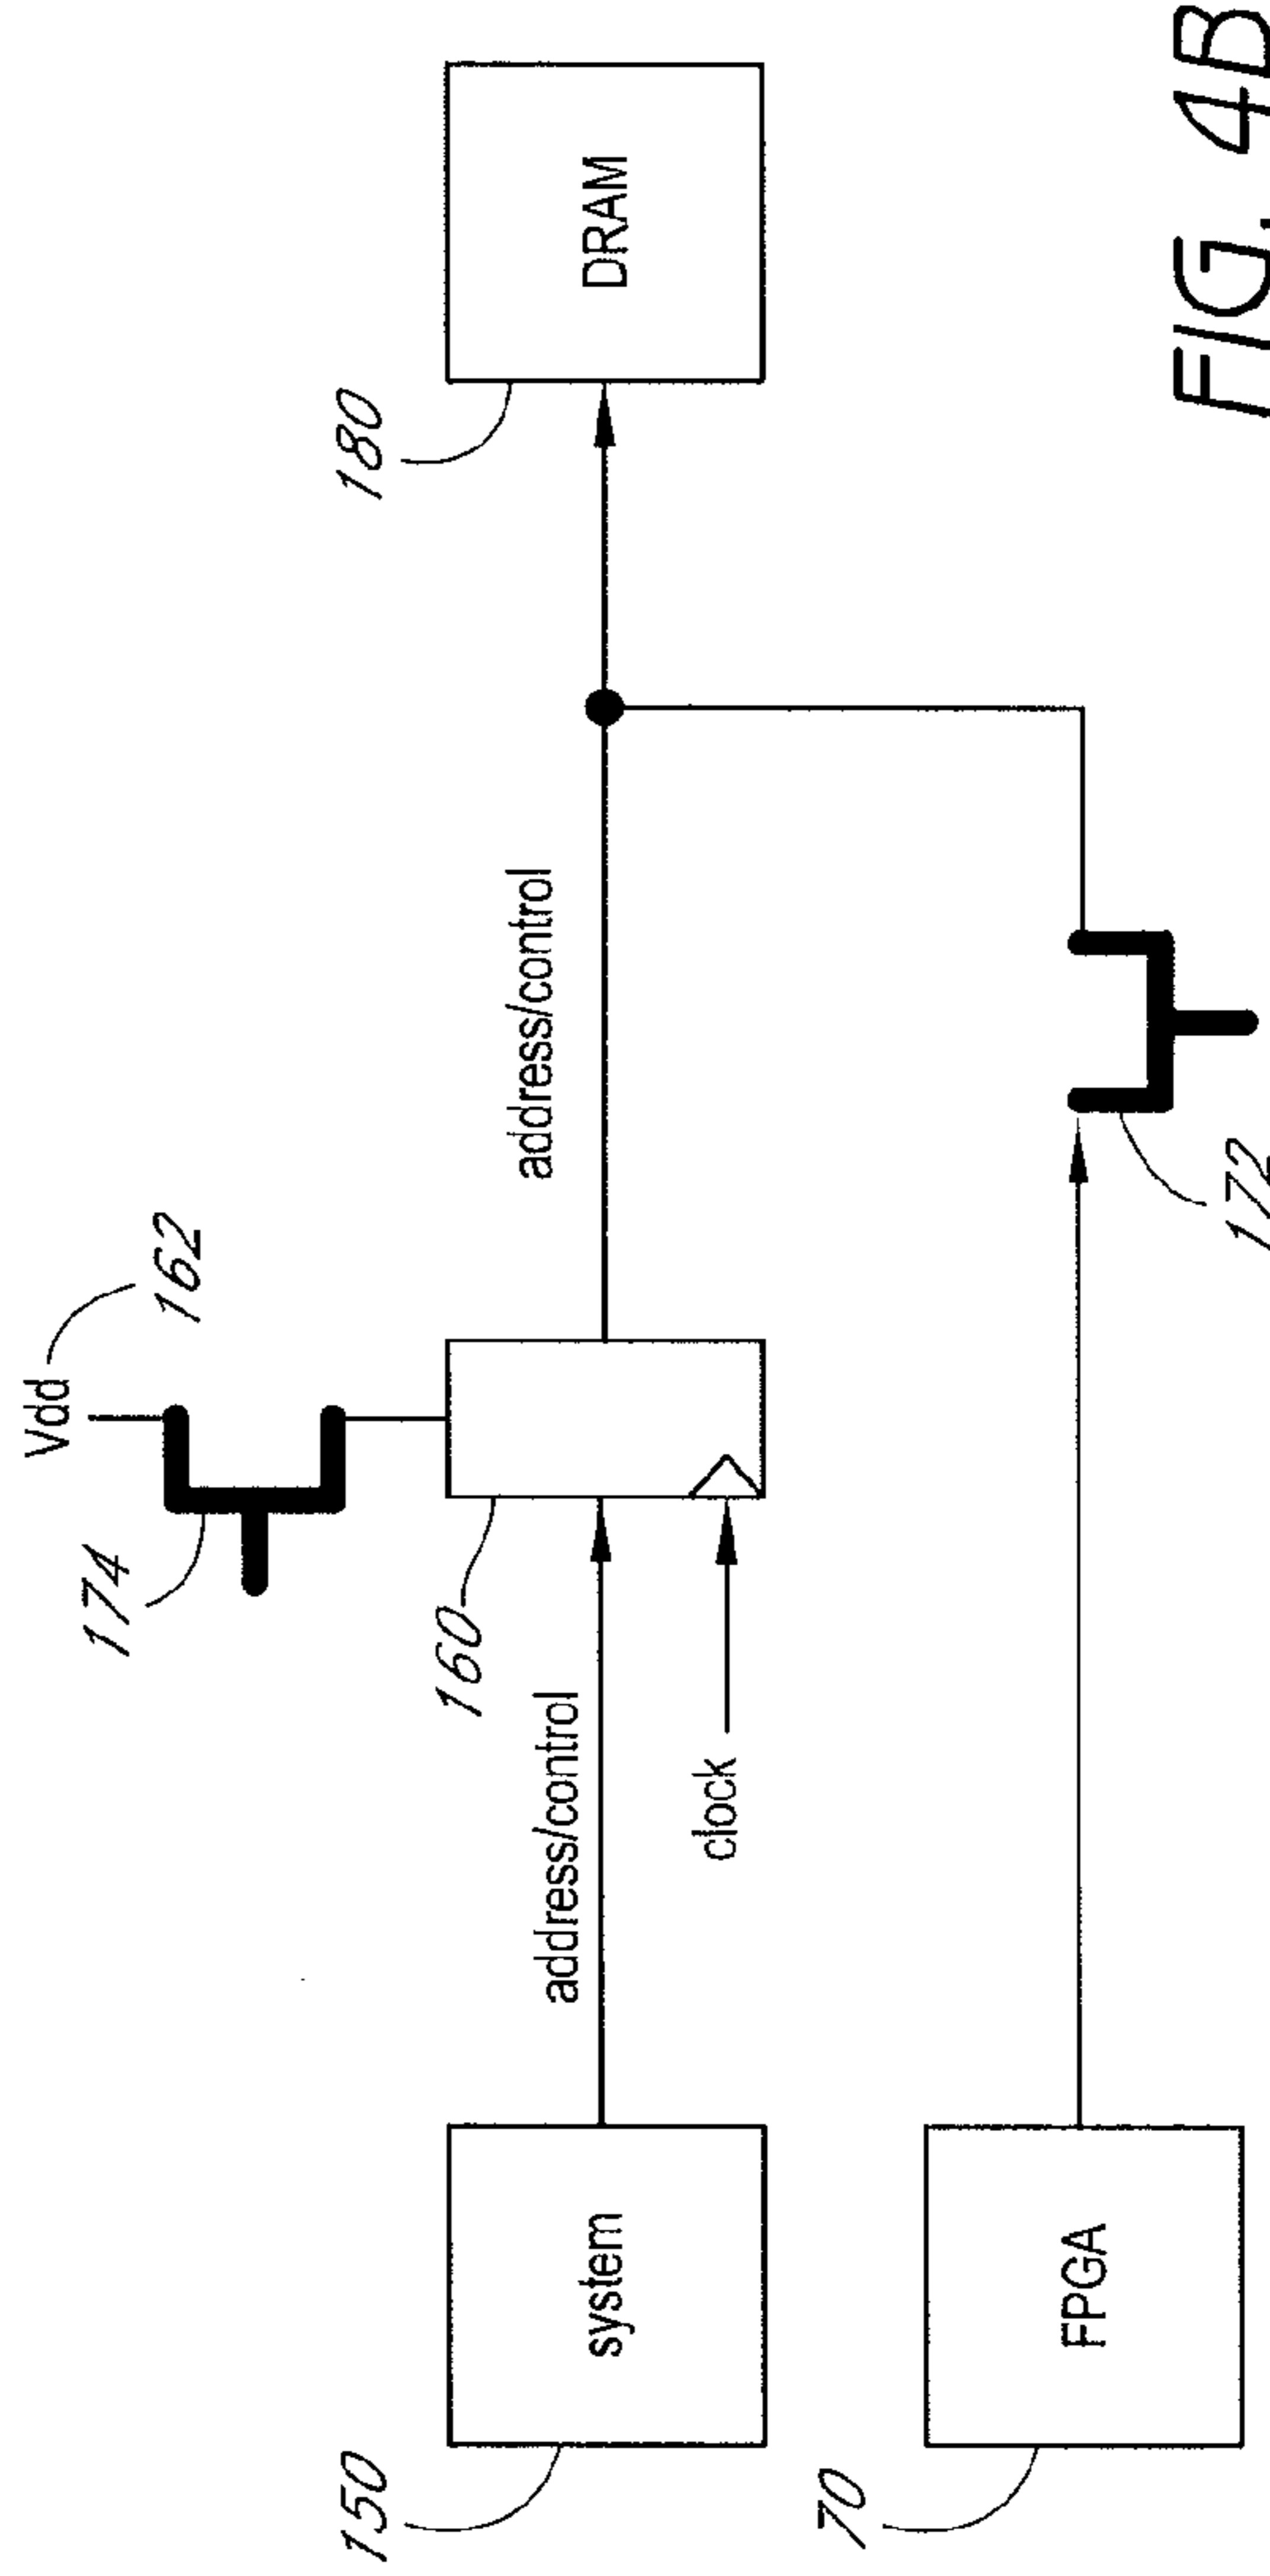 Vdd
162
174
160
address/control
address/control
180
DRAM
150
system
clock
70
FPGA
172
FIG. 4B